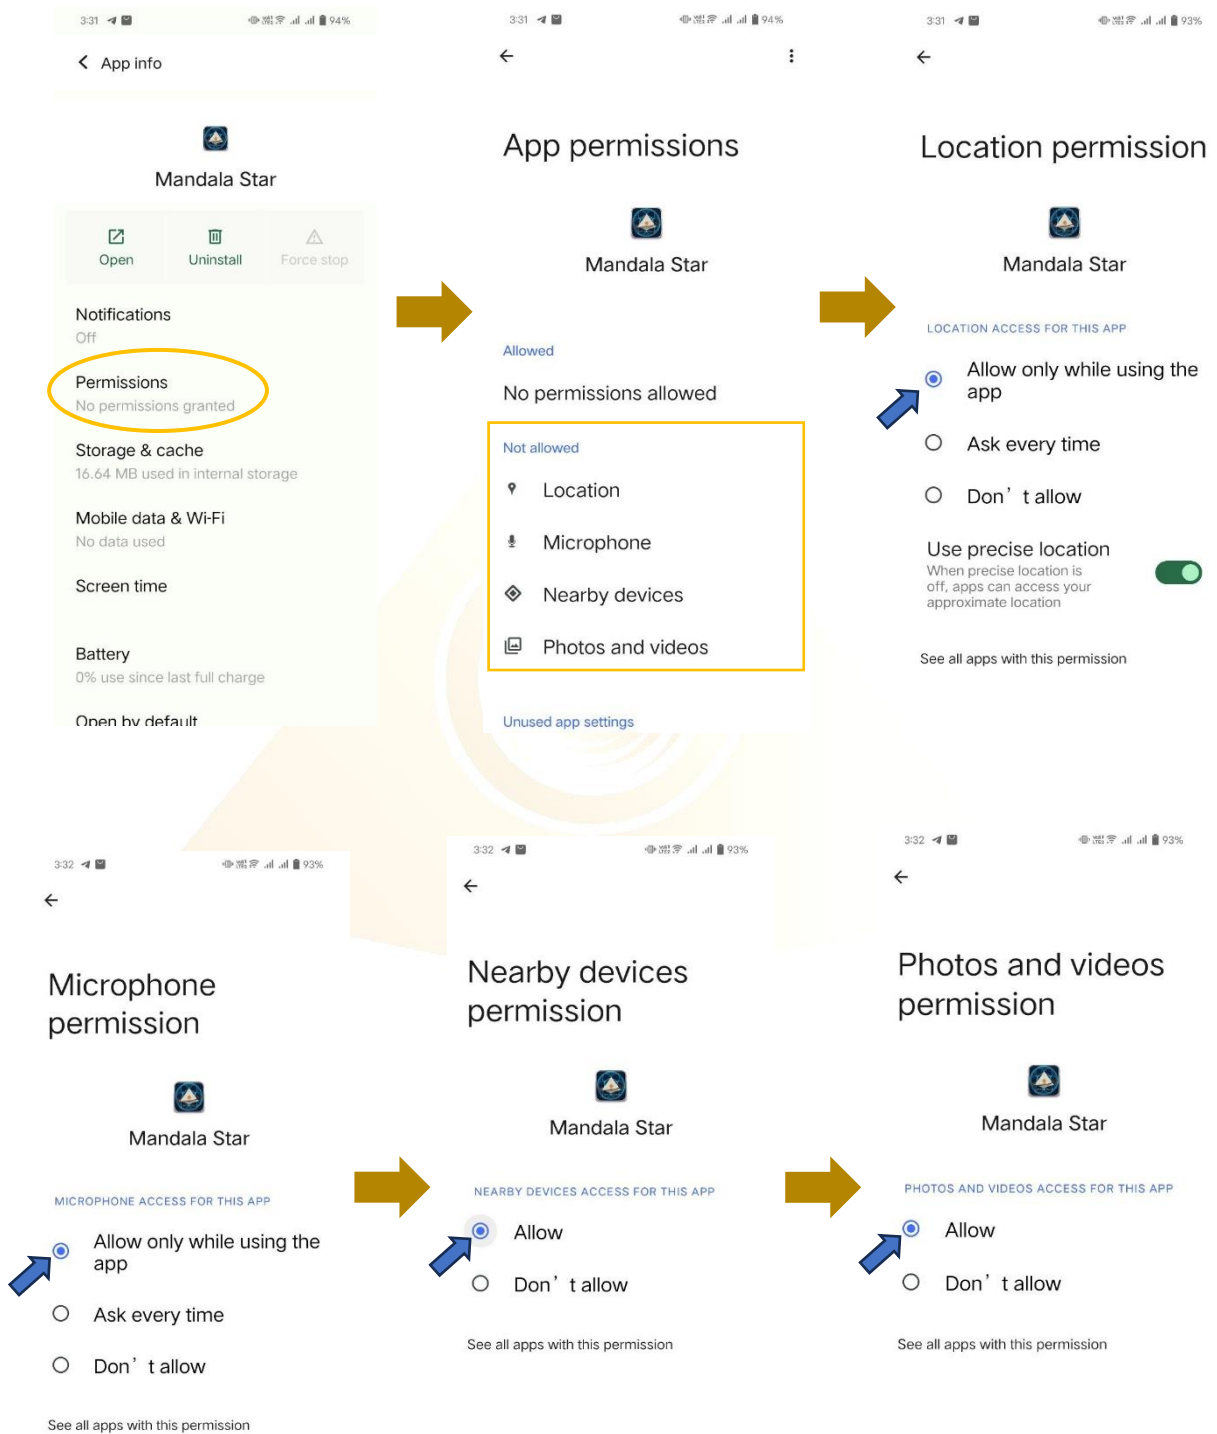 3:31
94%
App info
Mandala Star
Open
Uninstall
Force stop
Notifications
Off
Permissions
No permissions granted
Storage & cache
16.64 MB used in internal storage
Mobile data & Wi-Fi
No data used
Screen time
Battery
0% use since last full charge
Open by default
3:31
94%
App permissions
Mandala Star
Allowed
No permissions allowed
Not allowed
Location
Microphone
Nearby devices
Photos and videos
Unused app settings
3:31
93%
Location permission
Mandala Star
LOCATION ACCESS FOR THIS APP
Allow only while using the
app
Ask every time
Don’t allow
Use precise location
When precise location is
off, apps can access your
approximate location
See all apps with this permission
3:32
93%
Microphone
permission
Mandala Star
MICROPHONE ACCESS FOR THIS APP
Allow only while using the
app
Ask every time
Don’t allow
See all apps with this permission
3:32
93%
Nearby devices
permission
Mandala Star
NEARBY DEVICES ACCESS FOR THIS APP
Allow
Don’t allow
See all apps with this permission
3:32
93%
Photos and videos
permission
Mandala Star
PHOTOS AND VIDEOS ACCESS FOR THIS APP
Allow
Don’t allow
See all apps with this permission